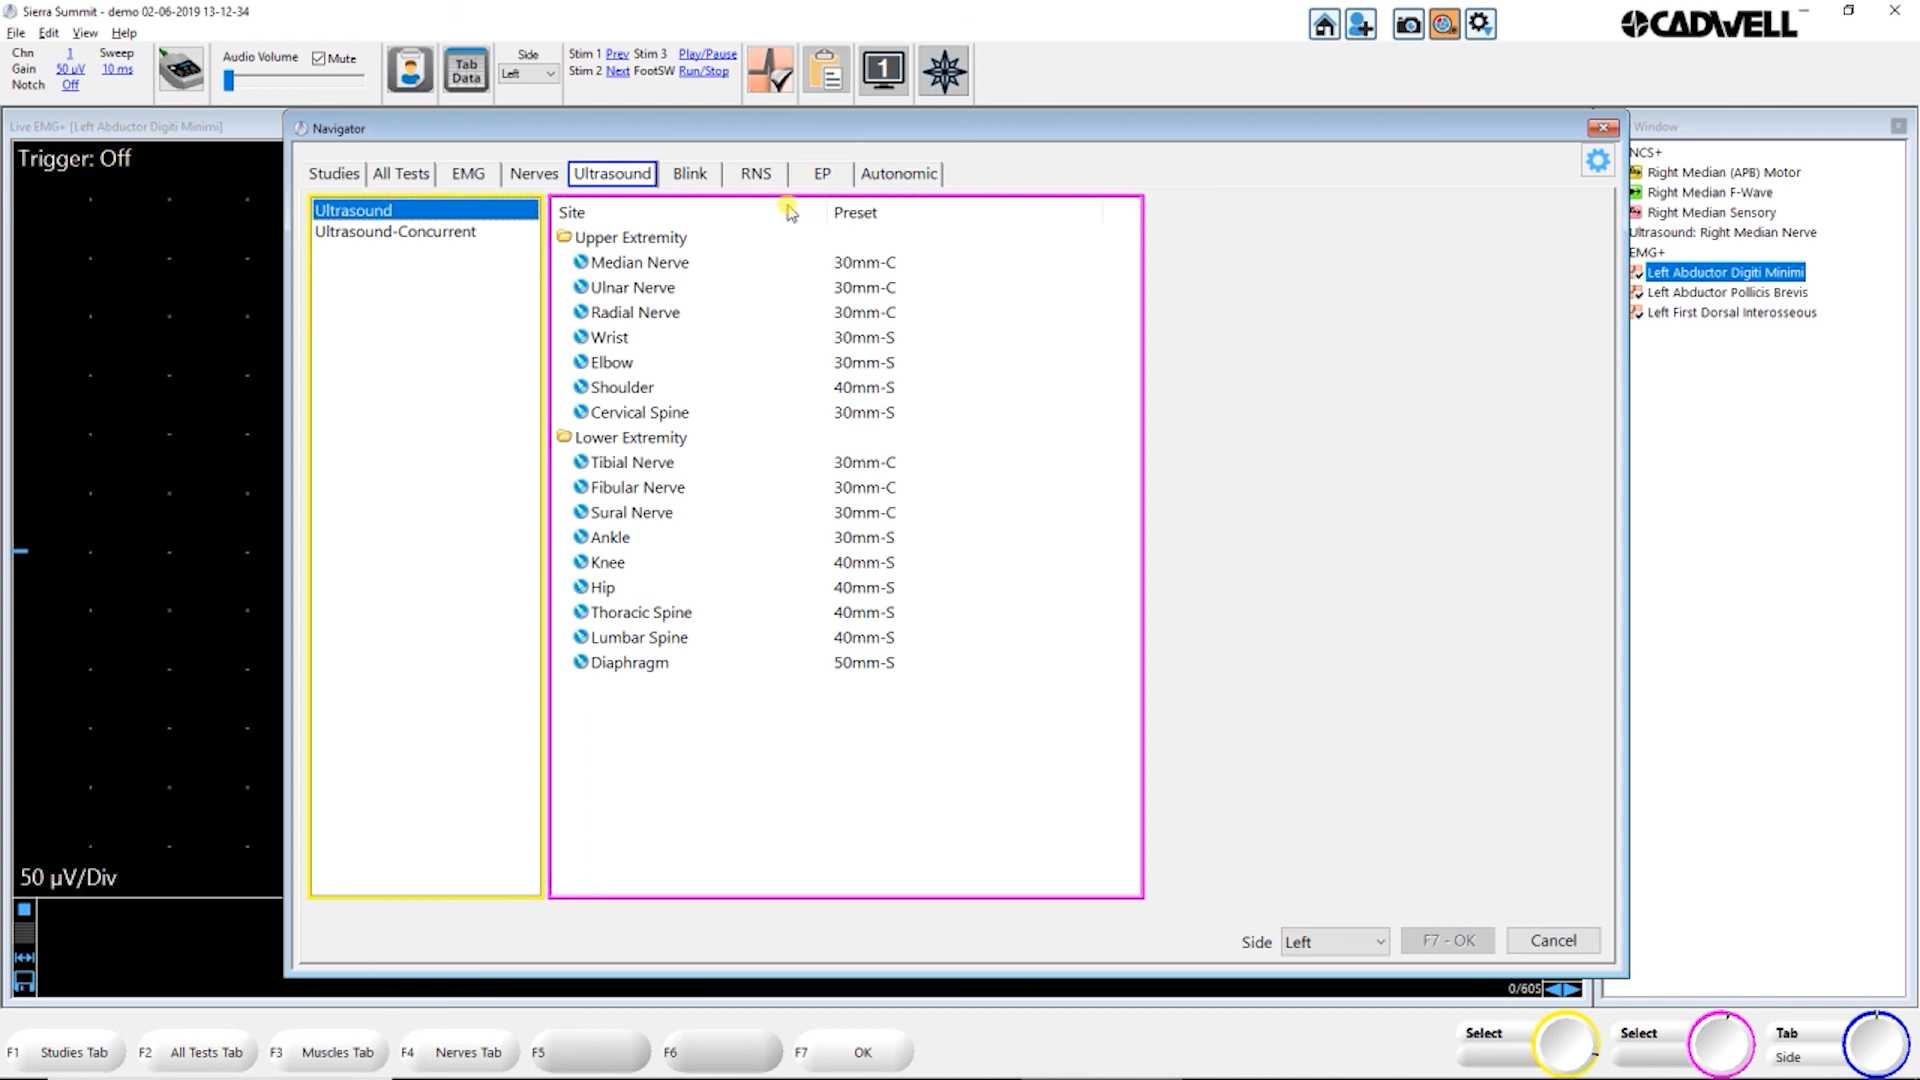 Sierra Summit - demo 02-06-2019 13-12-34
CADWELL
File Edit View Help
Chn 1 Sweep
Gain 50 µV 10 ms
Notch Off
Audio Volume Mute
Tab Data
Side
Left
Stim 1 Prev Stim 3 Play/Pause
Stim 2 Next FootSW Run/Stop
1
Live EMG+ [Left Abductor Digiti Minimi]
Trigger: Off
50 µV/Div
Navigator
Studies All Tests EMG Nerves Ultrasound Blink RNS EP Autonomic
Ultrasound
Ultrasound-Concurrent
Site Preset
Upper Extremity
Median Nerve 30mm-C
Ulnar Nerve 30mm-C
Radial Nerve 30mm-C
Wrist 30mm-S
Elbow 30mm-S
Shoulder 40mm-S
Cervical Spine 30mm-S
Lower Extremity
Tibial Nerve 30mm-C
Fibular Nerve 30mm-C
Sural Nerve 30mm-C
Ankle 30mm-S
Knee 40mm-S
Hip 40mm-S
Thoracic Spine 40mm-S
Lumbar Spine 40mm-S
Diaphragm 50mm-S
Side Left F7 - OK Cancel
Window
NCS+
Right Median (APB) Motor
Right Median F-Wave
Right Median Sensory
Ultrasound: Right Median Nerve
EMG+
Left Abductor Digiti Minimi
Left Abductor Pollicis Brevis
Left First Dorsal Interosseous
0/60S
F1 Studies Tab F2 All Tests Tab F3 Muscles Tab F4 Nerves Tab F5 F6 F7 OK
Select Select Tab
Side